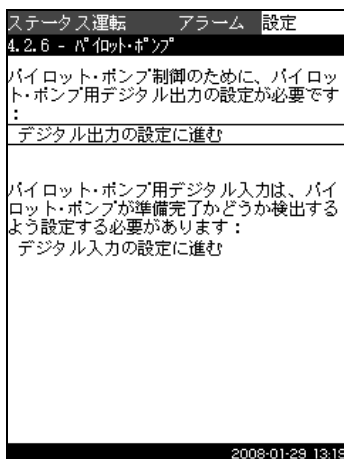 ステータス運転 アラーム 設定
4.2.6 - ﾊﾟｲﾛｯﾄ･ﾎﾟﾝﾌﾟ
パイロット・ポンプ制御のために、パイロッ
ト・ポンプ用デジタル出力の設定が必要です
：
デジタル出力の設定に進む
パイロット・ポンプ用デジタル入力は、パイ
ロット・ポンプが準備完了かどうか検出する
よう設定する必要があります：
デジタル入力の設定に進む
2008-01-29 13:19